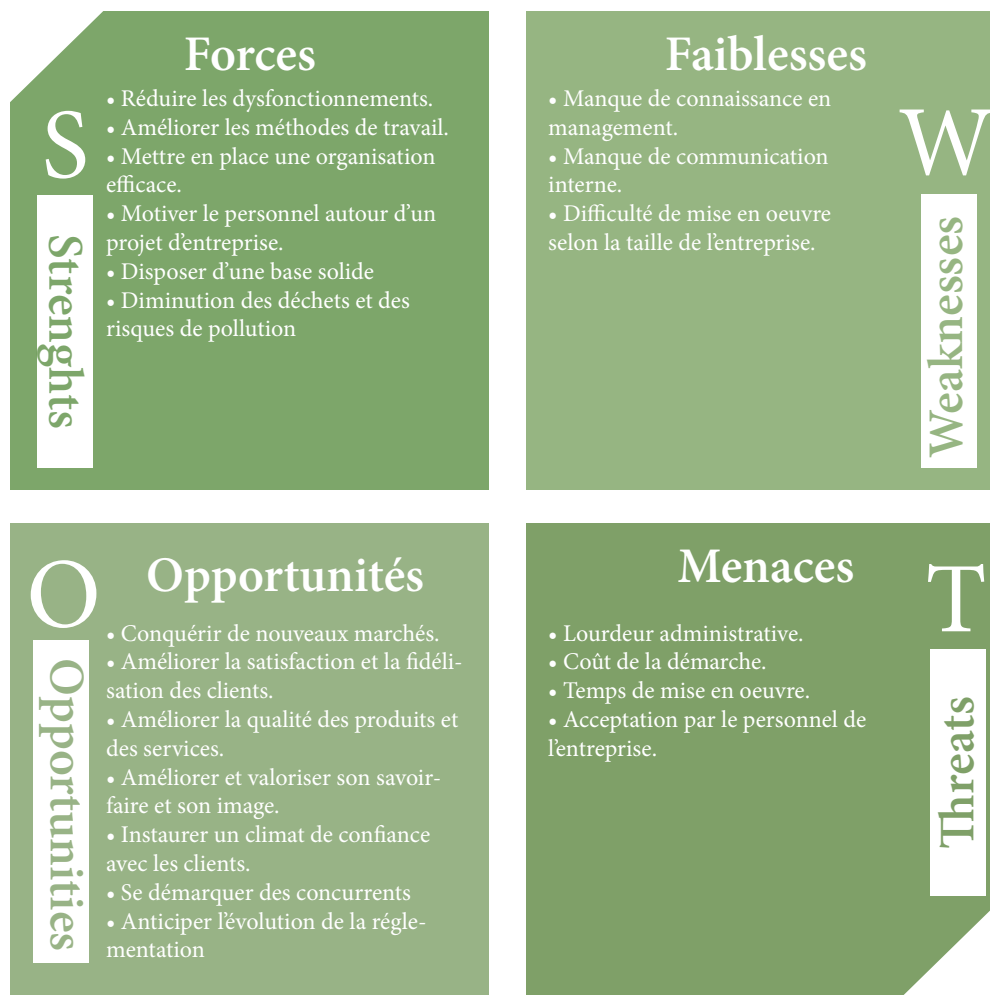 Forces
• Réduire les dysfonctionnements.
• Améliorer les méthodes de travail.
• Mettre en place une organisation
efficace.
• Motiver le personnel autour d'un
projet d'entreprise.
• Disposer d'une base solide
• Diminution des déchets et des
risques de pollution
S
Strenghts
Faiblesses
• Manque de connaissance en
management.
• Manque de communication
interne.
• Difficulté de mise en oeuvre
selon la taille de l'entreprise.
W
Weaknesses
O
Opportunities
Opportunités
• Conquérir de nouveaux marchés.
• Améliorer la satisfaction et la fidéli-
sation des clients.
• Améliorer la qualité des produits et
des services.
• Améliorer et valoriser son savoir-
faire et son image.
• Instaurer un climat de confiance
avec les clients.
• Se démarquer des concurrents
• Anticiper l'évolution de la régle-
mentation
Menaces
• Lourdeur administrative.
• Coût de la démarche.
• Temps de mise en oeuvre.
• Acceptation par le personnel de
l'entreprise.
T
Threats